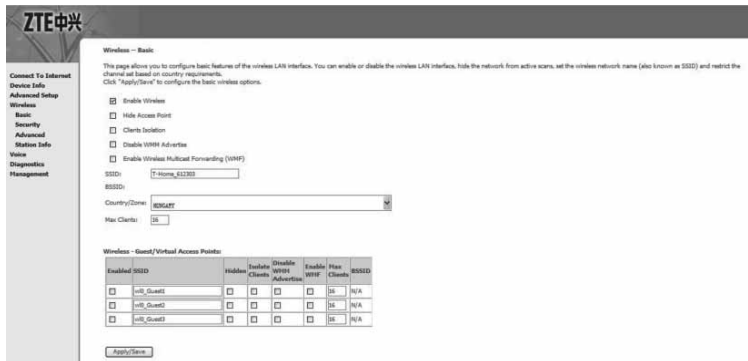 ZTE中兴
Connect To Internet
Device Info
Advanced Setup
Wireless
Basic
Security
Advanced
Station Info
Voice
Diagnostics
Management
Wireless -- Basic
This page allows you to configure basic features of the wireless LAN interface. You can enable or disable the wireless LAN interface, hide the network from active scans, set the wireless network name (also known as SSID) and restrict the
channel set based on country requirements.
Click "Apply/Save" to configure the basic wireless options.
Enable Wireless
Hide Access Point
Clients Isolation
Disable WMM Advertise
Enable Wireless Multicast Forwarding (WMF)
SSID: T-Home_612303
BSSID:
Country/Zone: HUNGARY
Max Clients: 16
Wireless - Guest/Virtual Access Points:
Enabled SSID Hidden Isolate Clients Disable WMM Advertise Enable WMF Max Clients BSSID
wl0_Guest1 16 N/A
wl0_Guest2 16 N/A
wl0_Guest3 16 N/A
Apply/Save